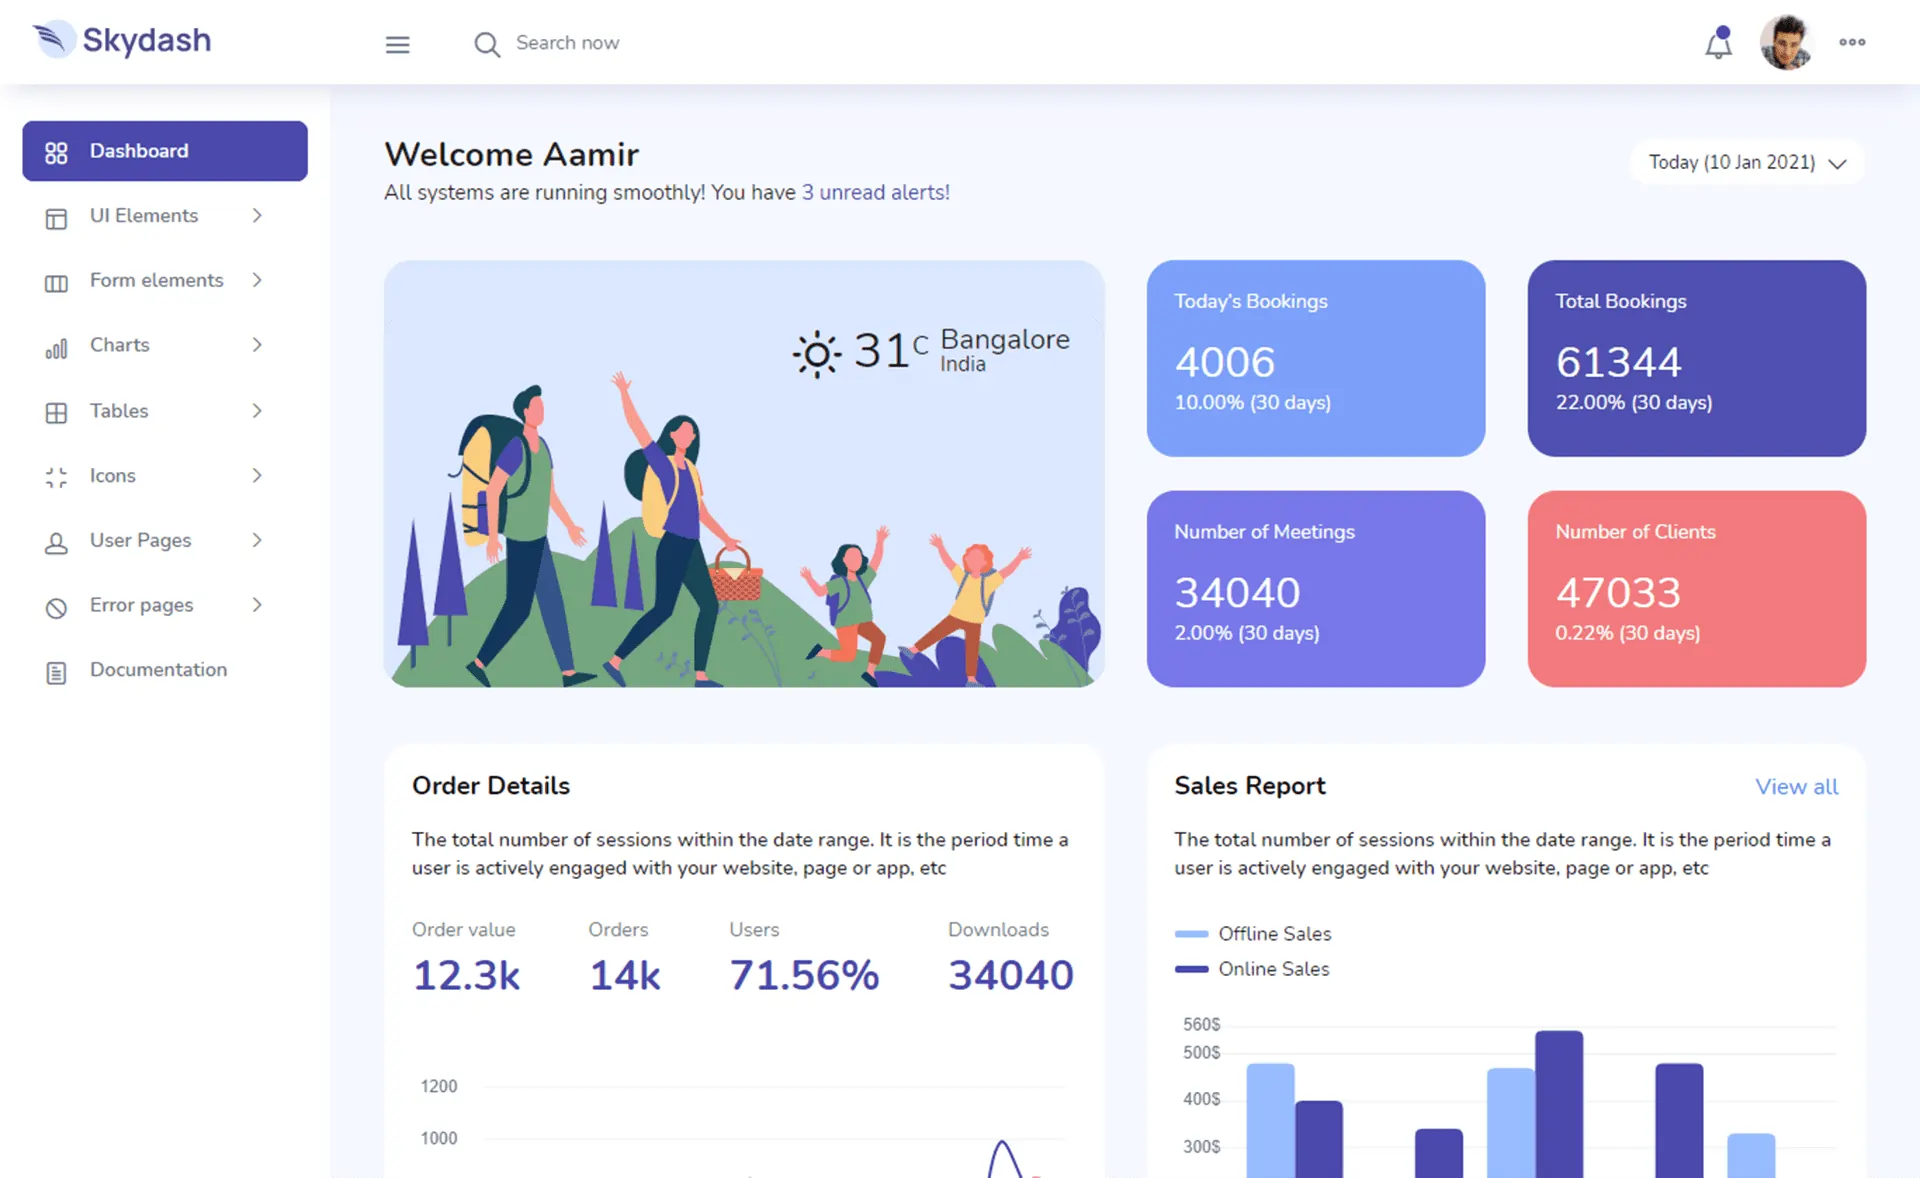 Skydash
Search now
Dashboard
UI Elements
Form elements
Charts
Tables
Icons
User Pages
Error pages
Documentation
Welcome Aamir
All systems are running smoothly! You have 3 unread alerts!
Today (10 Jan 2021)
31 C Bangalore
India
Today's Bookings
4006
10.00% (30 days)
Total Bookings
61344
22.00% (30 days)
Number of Meetings
34040
2.00% (30 days)
Number of Clients
47033
0.22% (30 days)
Order Details
The total number of sessions within the date range. It is the period time a
user is actively engaged with your website, page or app, etc
Order value
12.3k
Orders
14k
Users
71.56%
Downloads
34040
1200
1000
Sales Report
View all
The total number of sessions within the date range. It is the period time a
user is actively engaged with your website, page or app, etc
Offline Sales
Online Sales
560$
500$
400$
300$